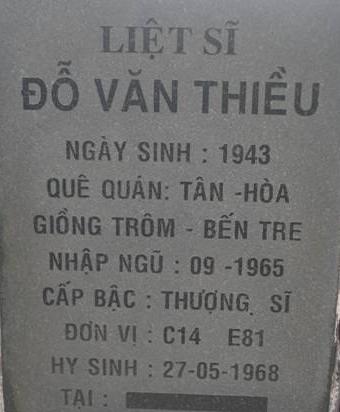 LIỆT SĨ
ĐỖ VĂN THIỀU
NGÀY SINH : 1943
QUÊ QUÁN: TÂN -HÒA
GIỒNG TRÔM - BẾN TRE
NHẬP NGŨ : 09 -1965
CẤP BẬC : THƯỢNG SĨ
ĐƠN VỊ : C14 E81
HY SINH : 27-05-1968
TẠI :